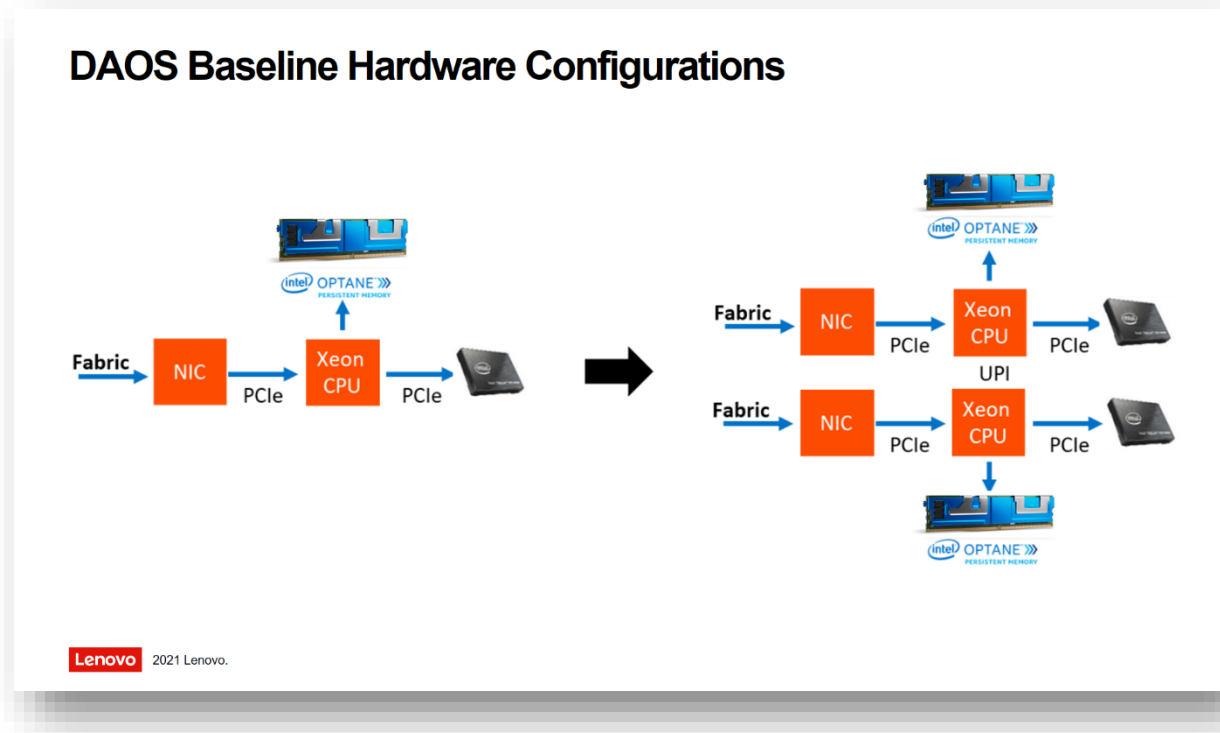 DAOS Baseline Hardware Configurations
intel OPTANE
PERSISTENT MEMORY
Fabric
NIC
PCIe
Xeon
CPU
PCIe
intel OPTANE
PERSISTENT MEMORY
Fabric
NIC
PCIe
Xeon
CPU
PCIe
UPI
Fabric
NIC
PCIe
Xeon
CPU
PCIe
intel OPTANE
PERSISTENT MEMORY
Lenovo 2021 Lenovo.